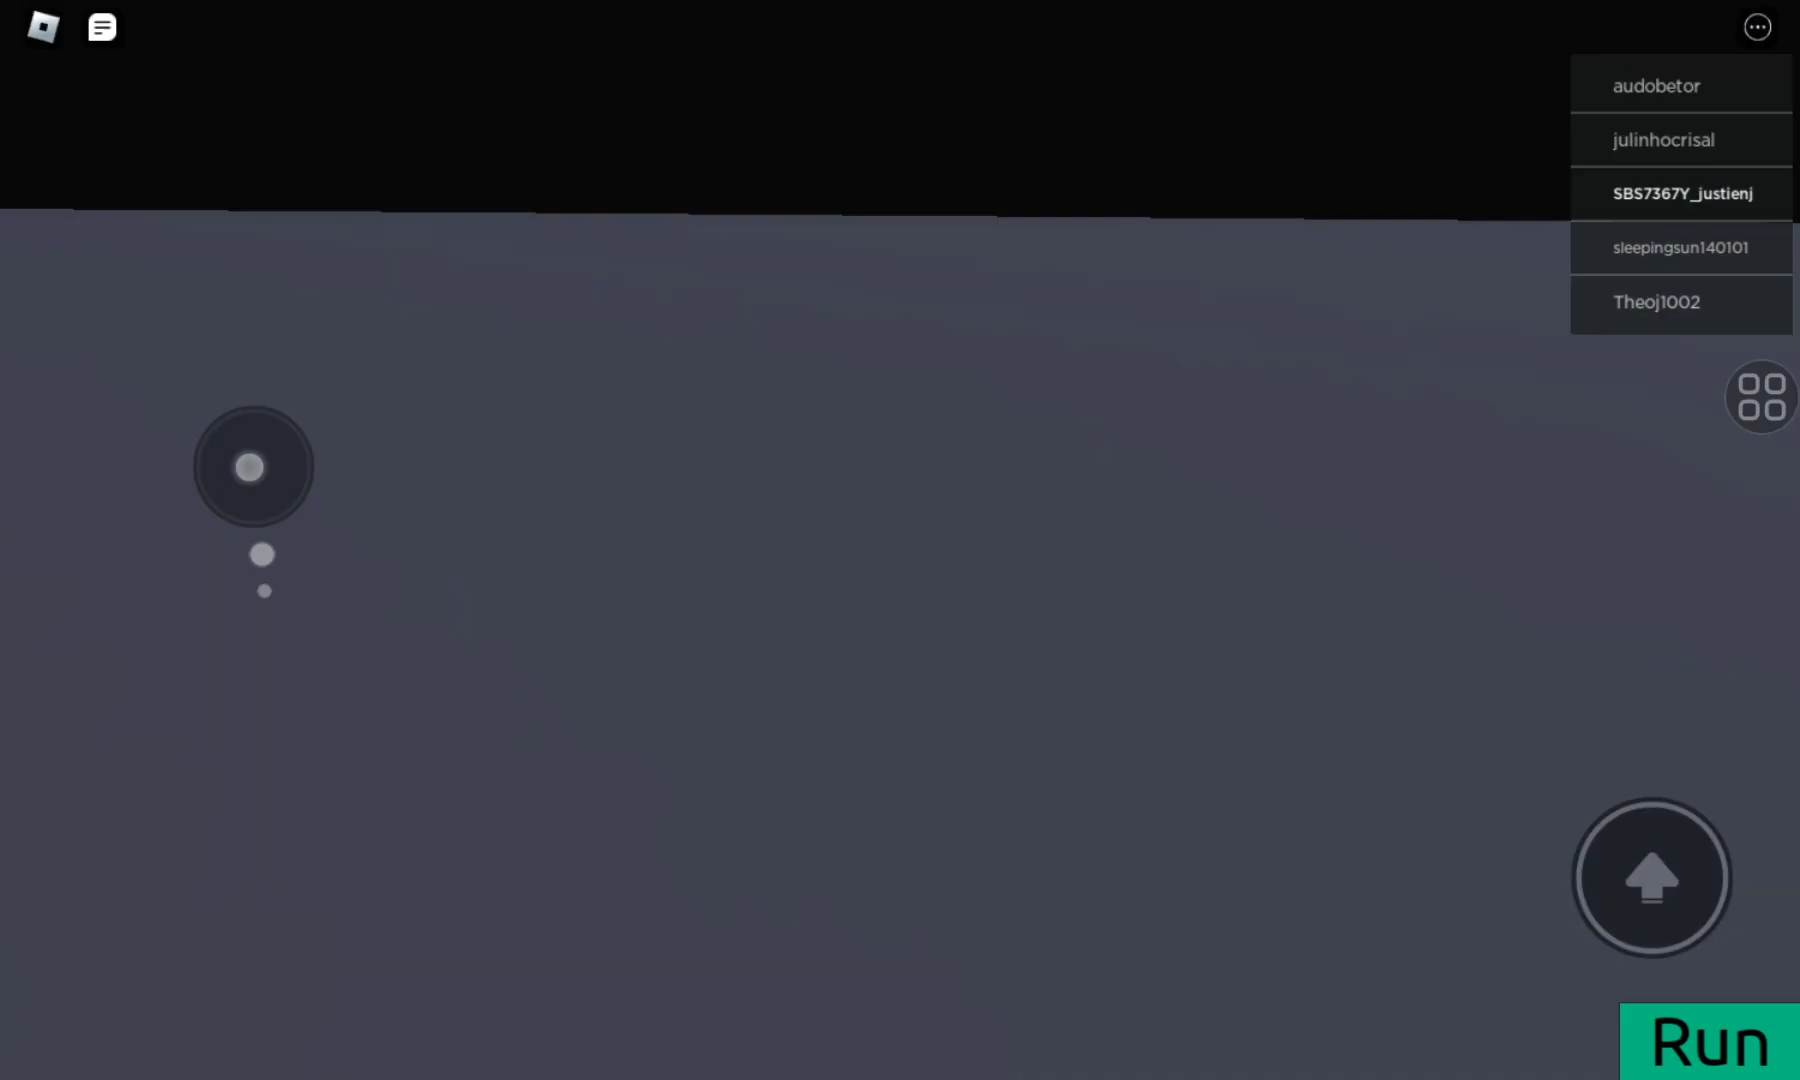 audobetor
julinhocrisal
SBS7367Y_justienj
sleepingsun140101
Theoj1002
Run